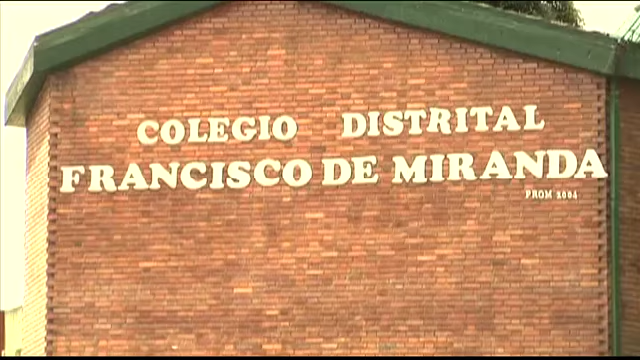 COLEGIO DISTRITAL
FRANCISCO DE MIRANDA
PROM 2004